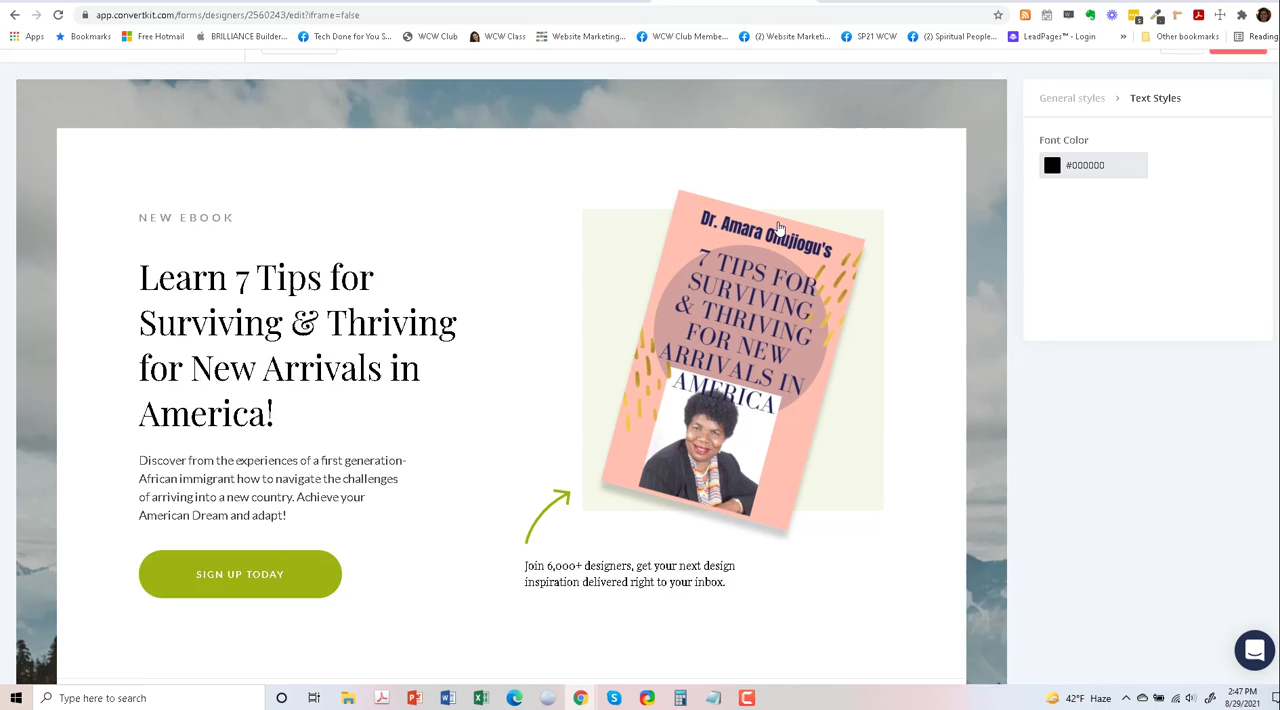 app.convertkit.com/forms/designers/2560243/edit?iframe=false
Apps
Bookmarks
Free Hotmail
BRILLIANCE Builder...
Tech Done for You S...
WCW Club
WCW Class
Website Marketing...
WCW Club Membe...
(2) Website Marketi...
SP21 WCW
(2) Spiritual People...
LeadPages™ - Login
»
Other bookmarks
Reading
General styles > Text Styles
Font Color
#000000
NEW EBOOK
Learn 7 Tips for
Surviving & Thriving
for New Arrivals in
America!
Discover from the experiences of a first generation-
African immigrant how to navigate the challenges
of arriving into a new country. Achieve your
American Dream and adapt!
SIGN UP TODAY
Dr. Amara Onujiogu's
7 TIPS FOR
SURVIVING
& THRIVING
FOR NEW
ARRIVALS IN
AMERICA
Join 6,000+ designers, get your next design
inspiration delivered right to your inbox.
Type here to search
42°F Haze
2:47 PM
8/29/2021